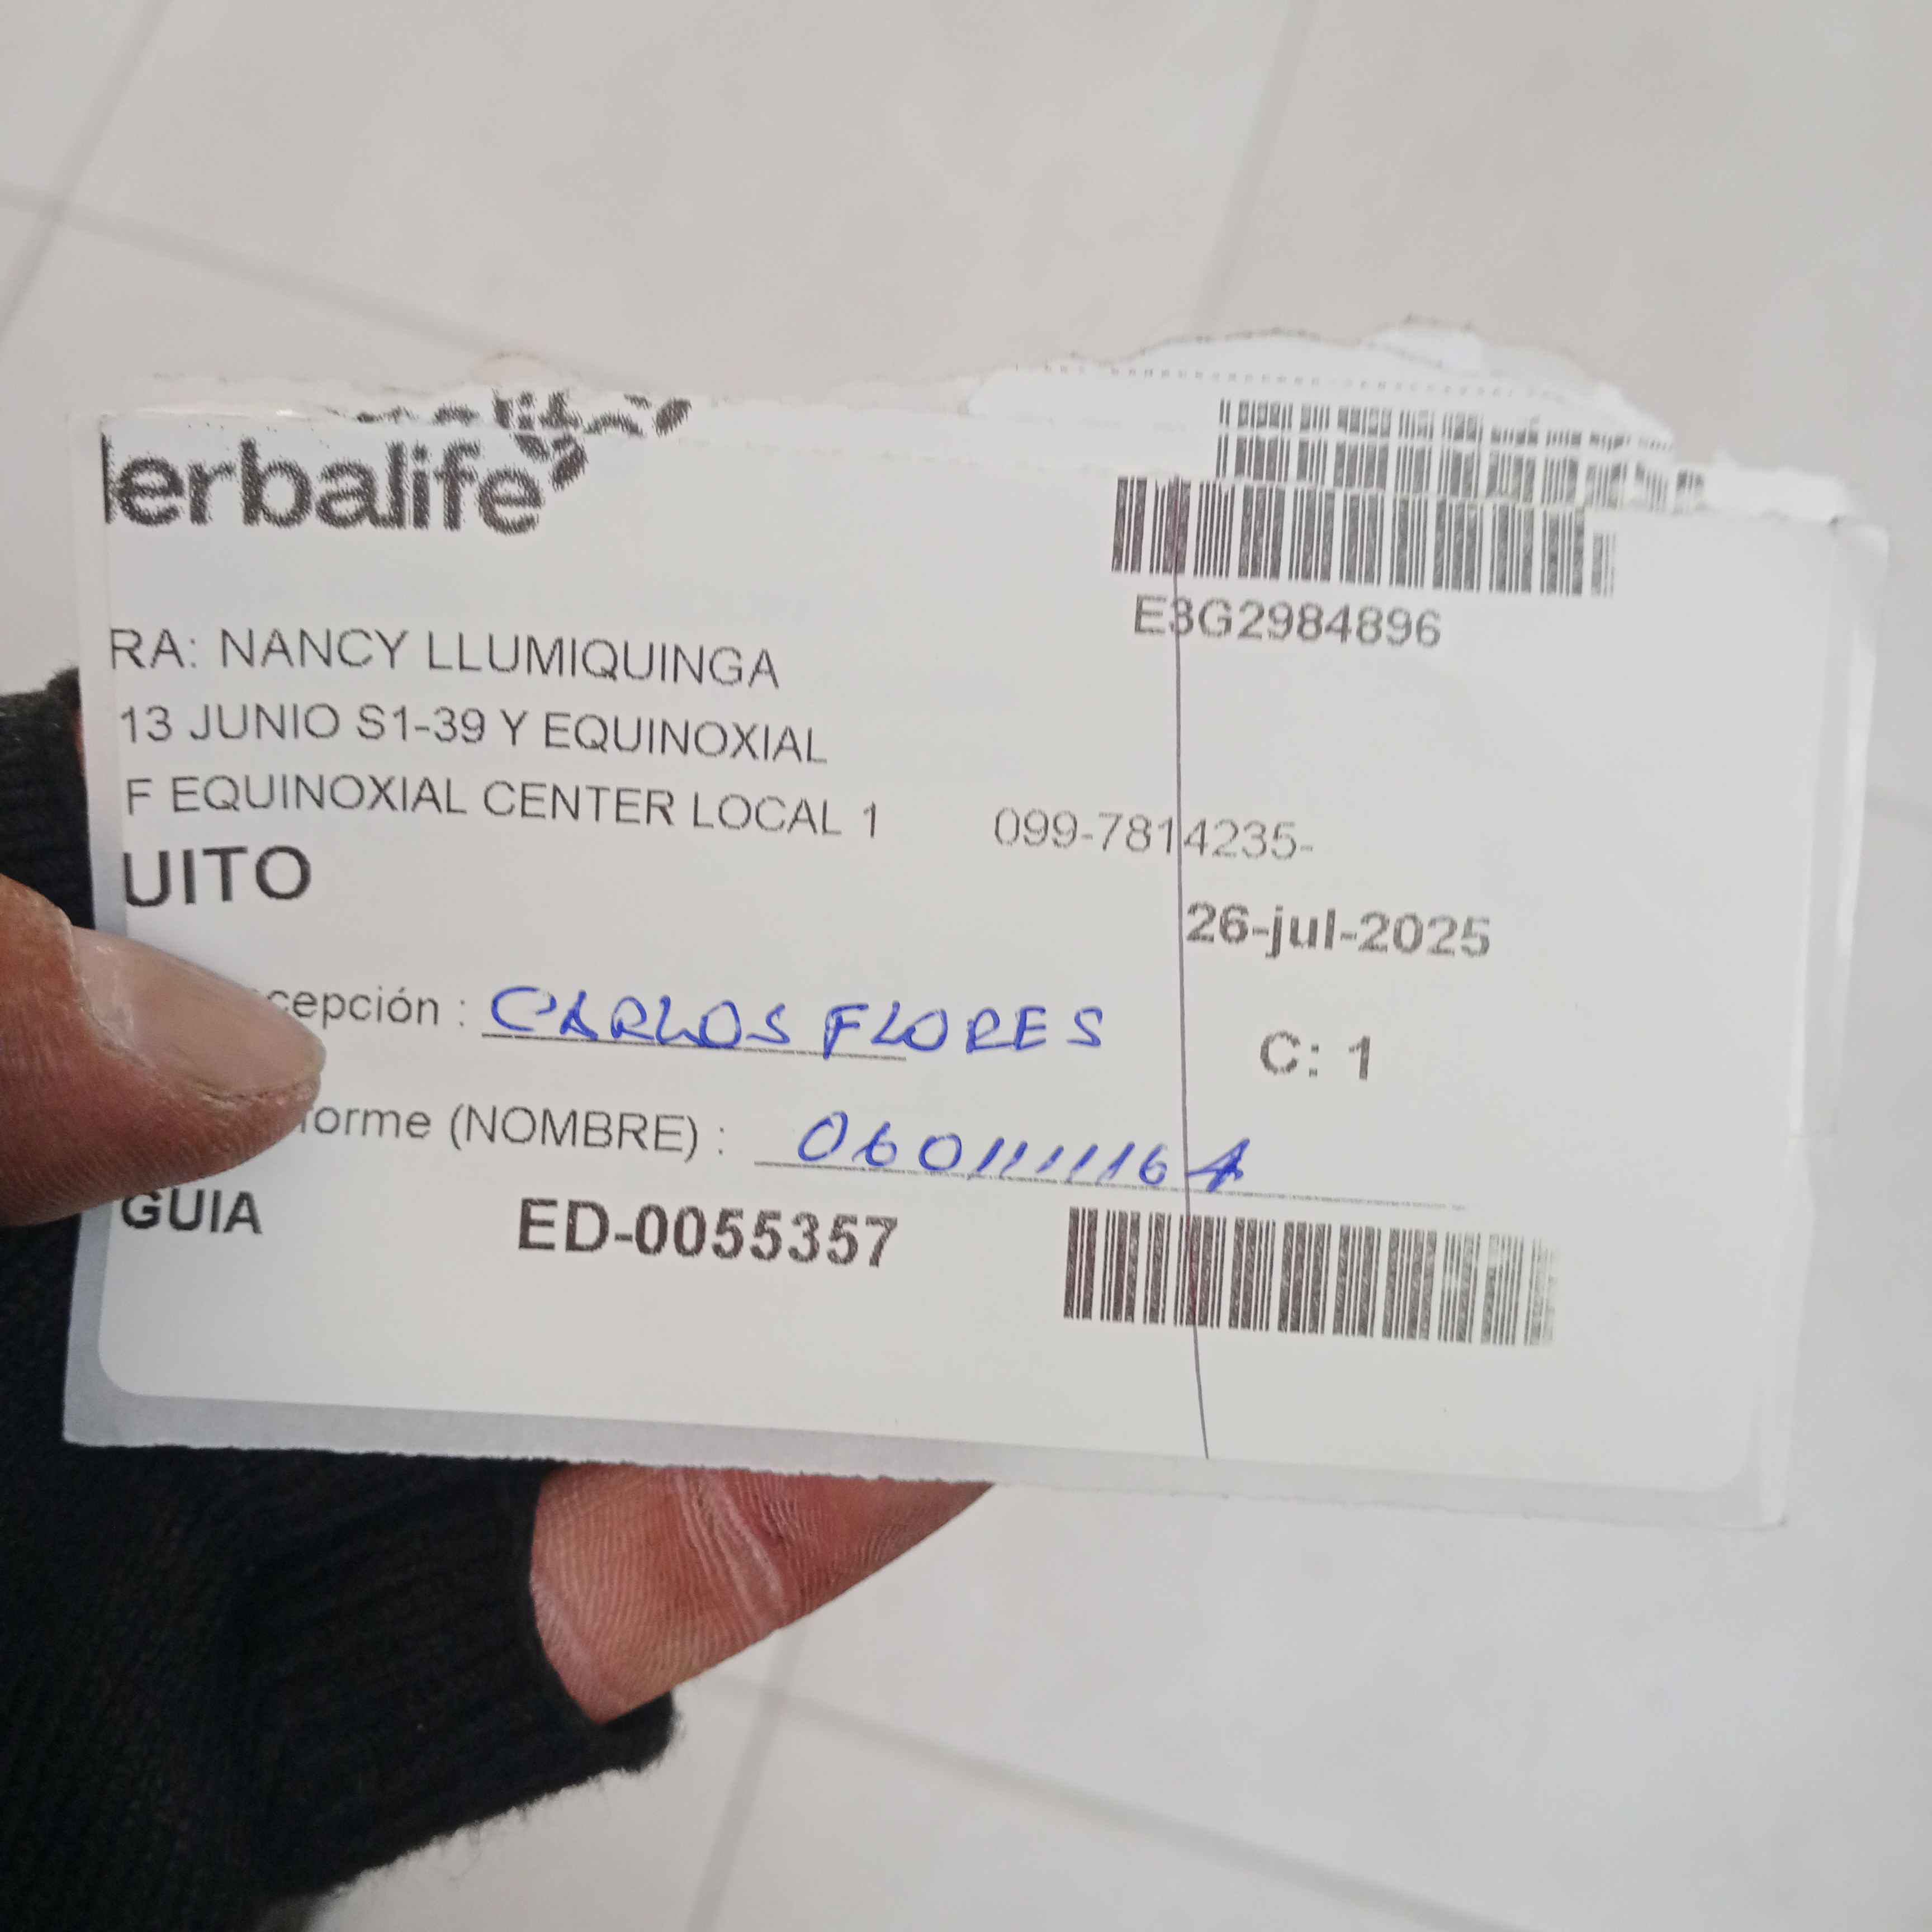 lerbalife
E3G2984896
RA: NANCY LLUMIQUINGA
13 JUNIO S1-39 Y EQUINOXIAL
F EQUINOXIAL CENTER LOCAL 1 099-7814235-
UITO
26-jul-2025
cepción : CARLOS FLORES
C: 1
forme (NOMBRE) :
GUIA ED-0055357